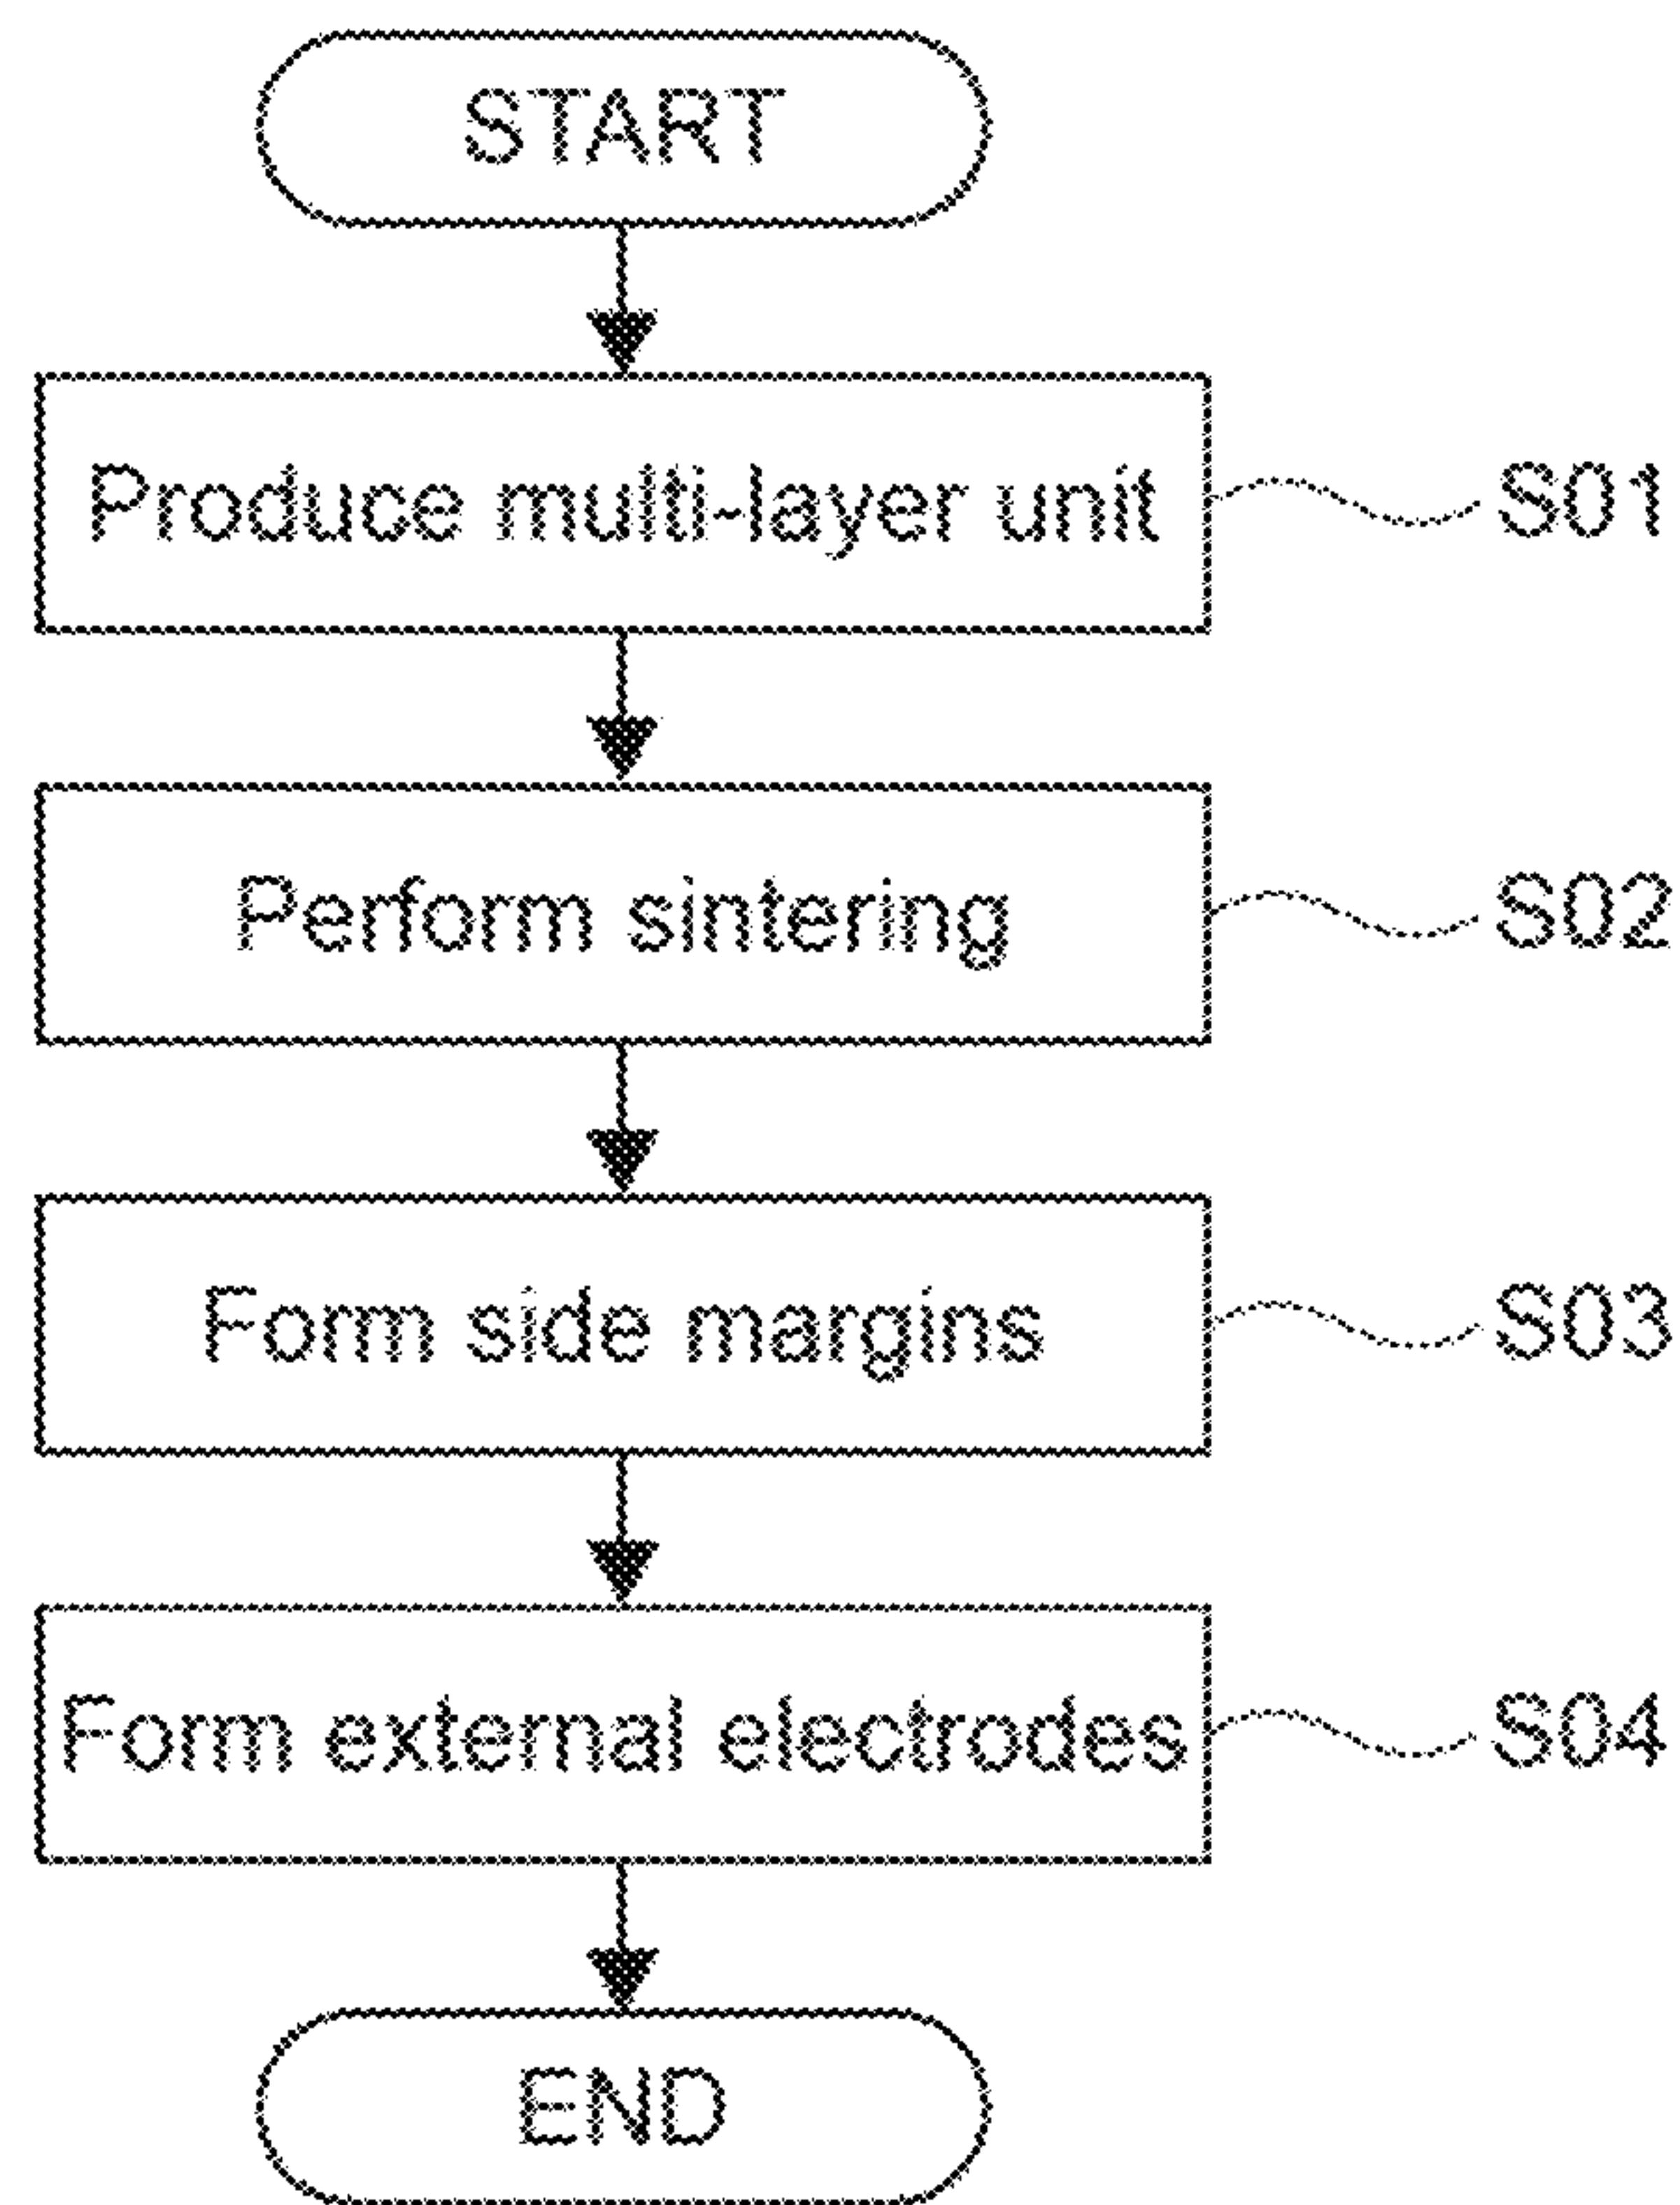 START
Produce multi-layer unit S01
Perform sintering S02
Form side margins S03
Form external electrodes S04
END